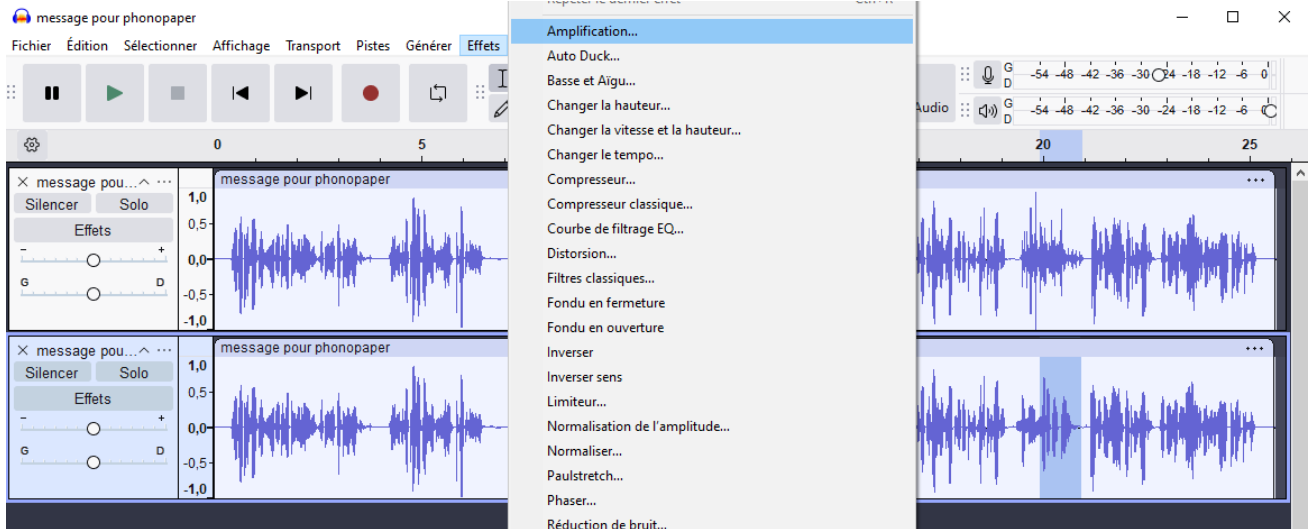 message pour phonopaper
Fichier Édition Sélectionner Affichage Transport Pistes Générer Effets
Répéter le dernier effet Ctrl+R
Amplification...
Auto Duck...
Basse et Aïgu...
Changer la hauteur...
Changer la vitesse et la hauteur...
Changer le tempo...
Compresseur...
Compresseur classique...
Courbe de filtrage EQ...
Distorsion...
Filtres classiques...
Fondu en fermeture
Fondu en ouverture
Inverser
Inverser sens
Limiteur...
Normalisation de l'amplitude...
Normaliser...
Paulstretch...
Phaser...
Réduction de bruit...
G
D
-54 -48 -42 -36 -30 -24 -18 -12 -6 0
Audio
G
D
-54 -48 -42 -36 -30 -24 -18 -12 -6
0 5 20 25
message pou... ...
message pour phonopaper ...
Silencer Solo
Effets
- +
G D
1,0
0,5
0,0
-0,5
-1,0
message pou... ...
message pour phonopaper ...
Silencer Solo
Effets
- +
G D
1,0
0,5
0,0
-0,5
-1,0